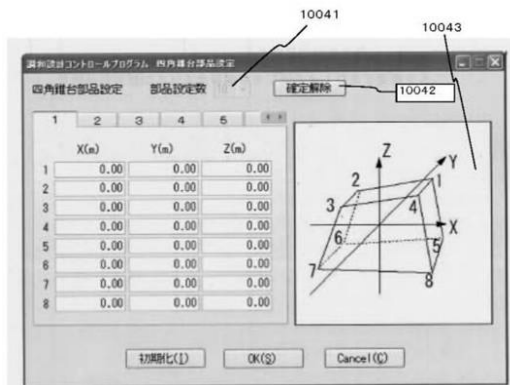 10041
10043
調和設計コントロールプログラム 四角錐台部品設定
四角錐台部品設定 部品設定数 10 確定解除 10042
1 2 3 4 5
X(m) Y(m) Z(m)
1 0.00 0.00 0.00
2 0.00 0.00 0.00
3 0.00 0.00 0.00
4 0.00 0.00 0.00
5 0.00 0.00 0.00
6 0.00 0.00 0.00
7 0.00 0.00 0.00
8 0.00 0.00 0.00
Z
Y
2 1
3 4
X
6 5
7 8
初期化(I) OK(S) Cancel(C)